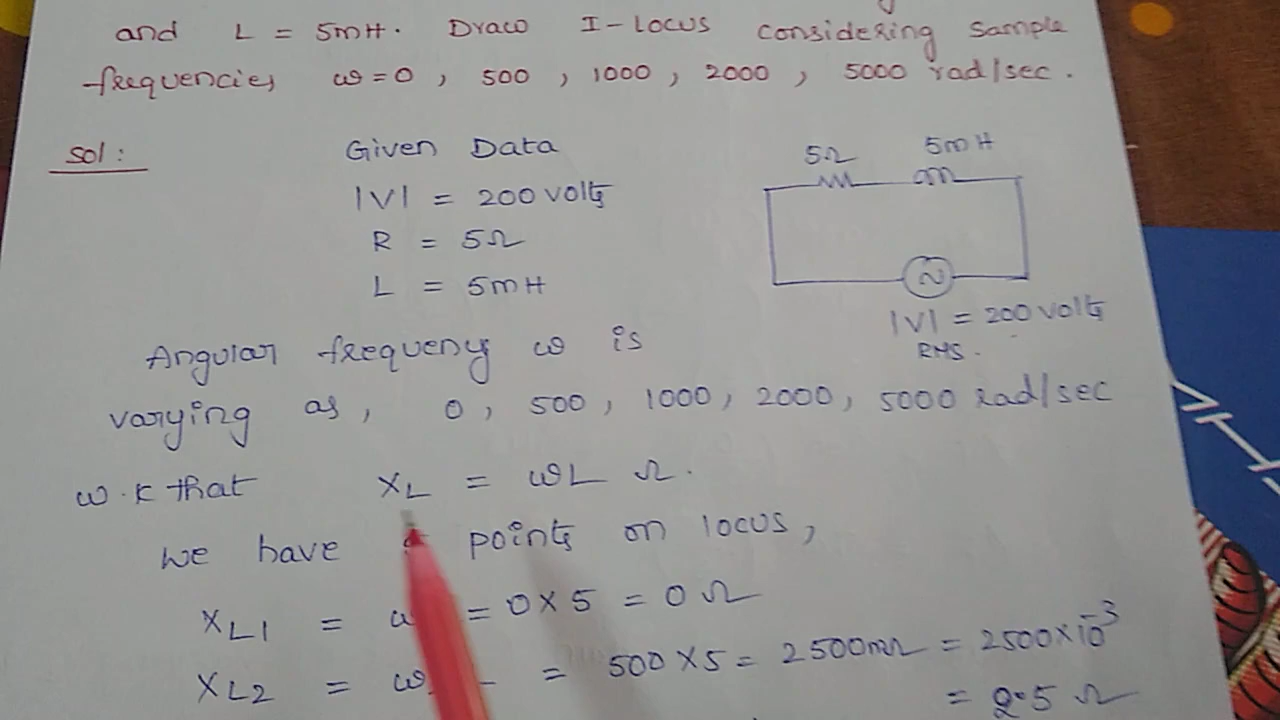 and L = 5mH. Draw I-Locus considering Sample
frequencies ω=0, 500, 1000, 2000, 5000 rad/sec.
Sol:
Given Data
|V| = 200 volts
R = 5Ω
L = 5mH
5Ω 5mH
|V| = 200 volts
RMS.
Angular frequeny ω is
varying as, 0, 500, 1000, 2000, 5000 rad/sec
W.K that XL = ωL Ω.
we have points on locus,
XL1 = = 0×5 = 0Ω
XL2 = ω = 500×5 = 2500mΩ = 2500×10⁻³
= 2.5 Ω